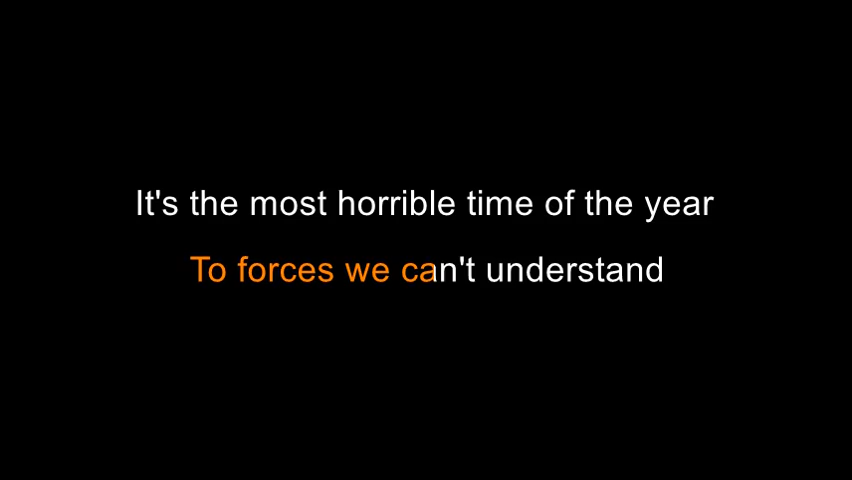 It's the most horrible time of the year
To forces we can't understand